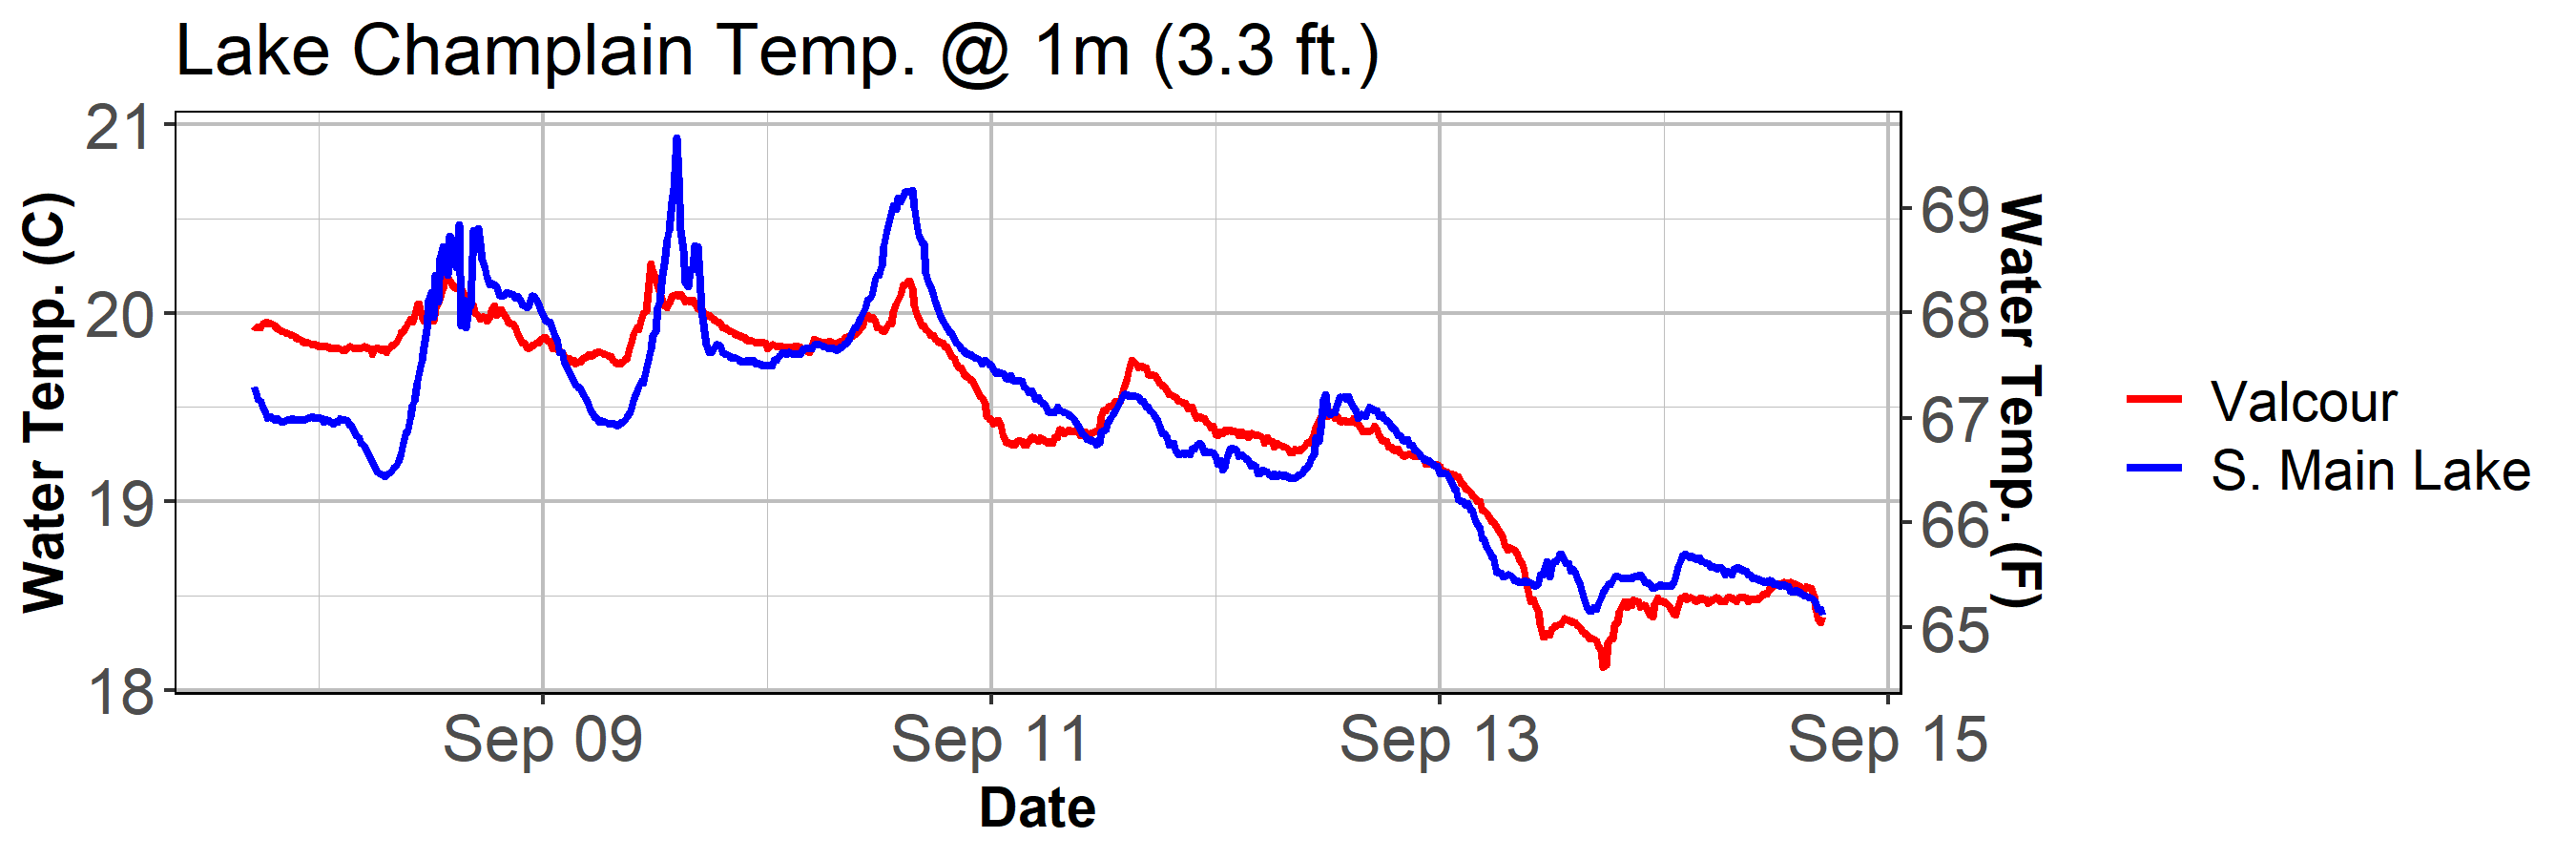 Lake Champlain Temp. @ 1m (3.3 ft.)
Water Temp. (C)
21
20
19
18
Water Temp. (F)
69
68
67
66
65
Sep 09
Sep 11
Sep 13
Sep 15
Date
Valcour
S. Main Lake